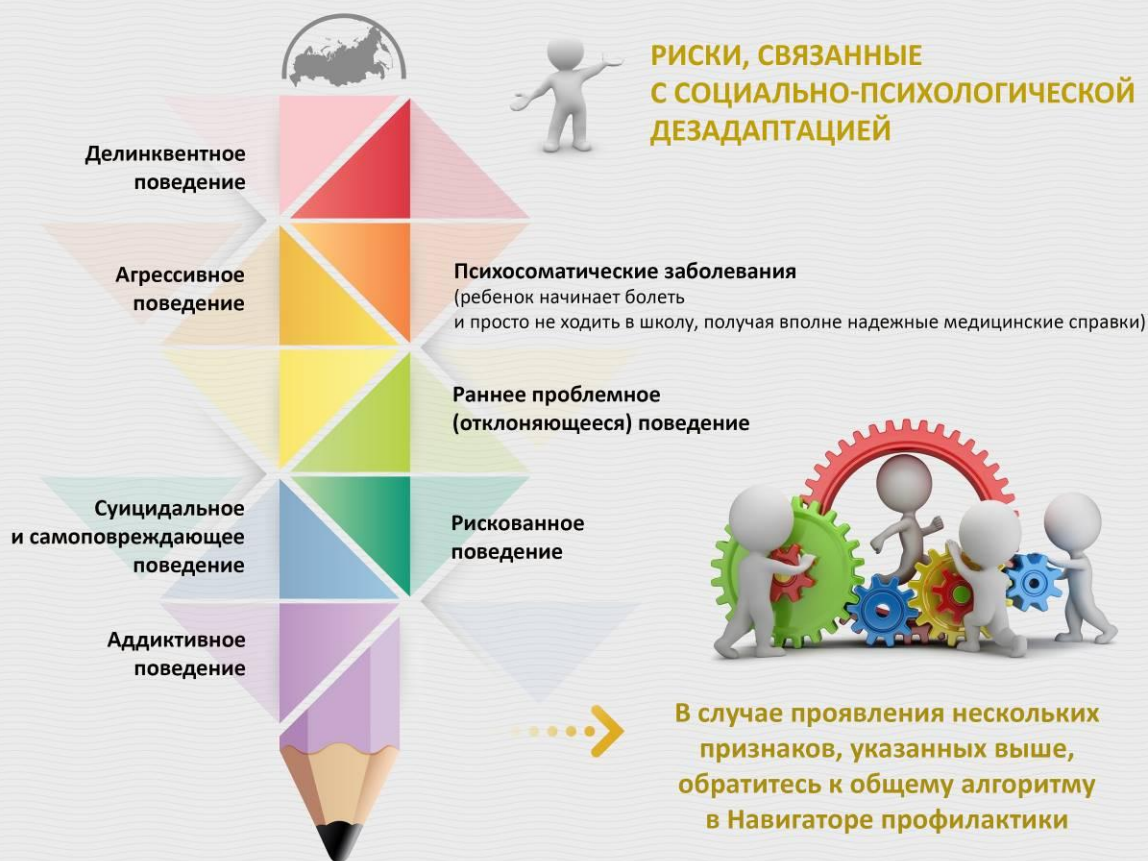 РИСКИ, СВЯЗАННЫЕ
С СОЦИАЛЬНО-ПСИХОЛОГИЧЕСКОЙ
ДЕЗАДАПТАЦИЕЙ
Делинквентное
поведение
Агрессивное
поведение
Психосоматические заболевания
(ребенок начинает болеть
и просто не ходить в школу, получая вполне надежные медицинские справки)
Раннее проблемное
(отклоняющееся) поведение
Суицидальное
и самоповреждающее
поведение
Рискованное
поведение
Аддиктивное
поведение
В случае проявления нескольких
признаков, указанных выше,
обратитесь к общему алгоритму
в Навигаторе профилактики